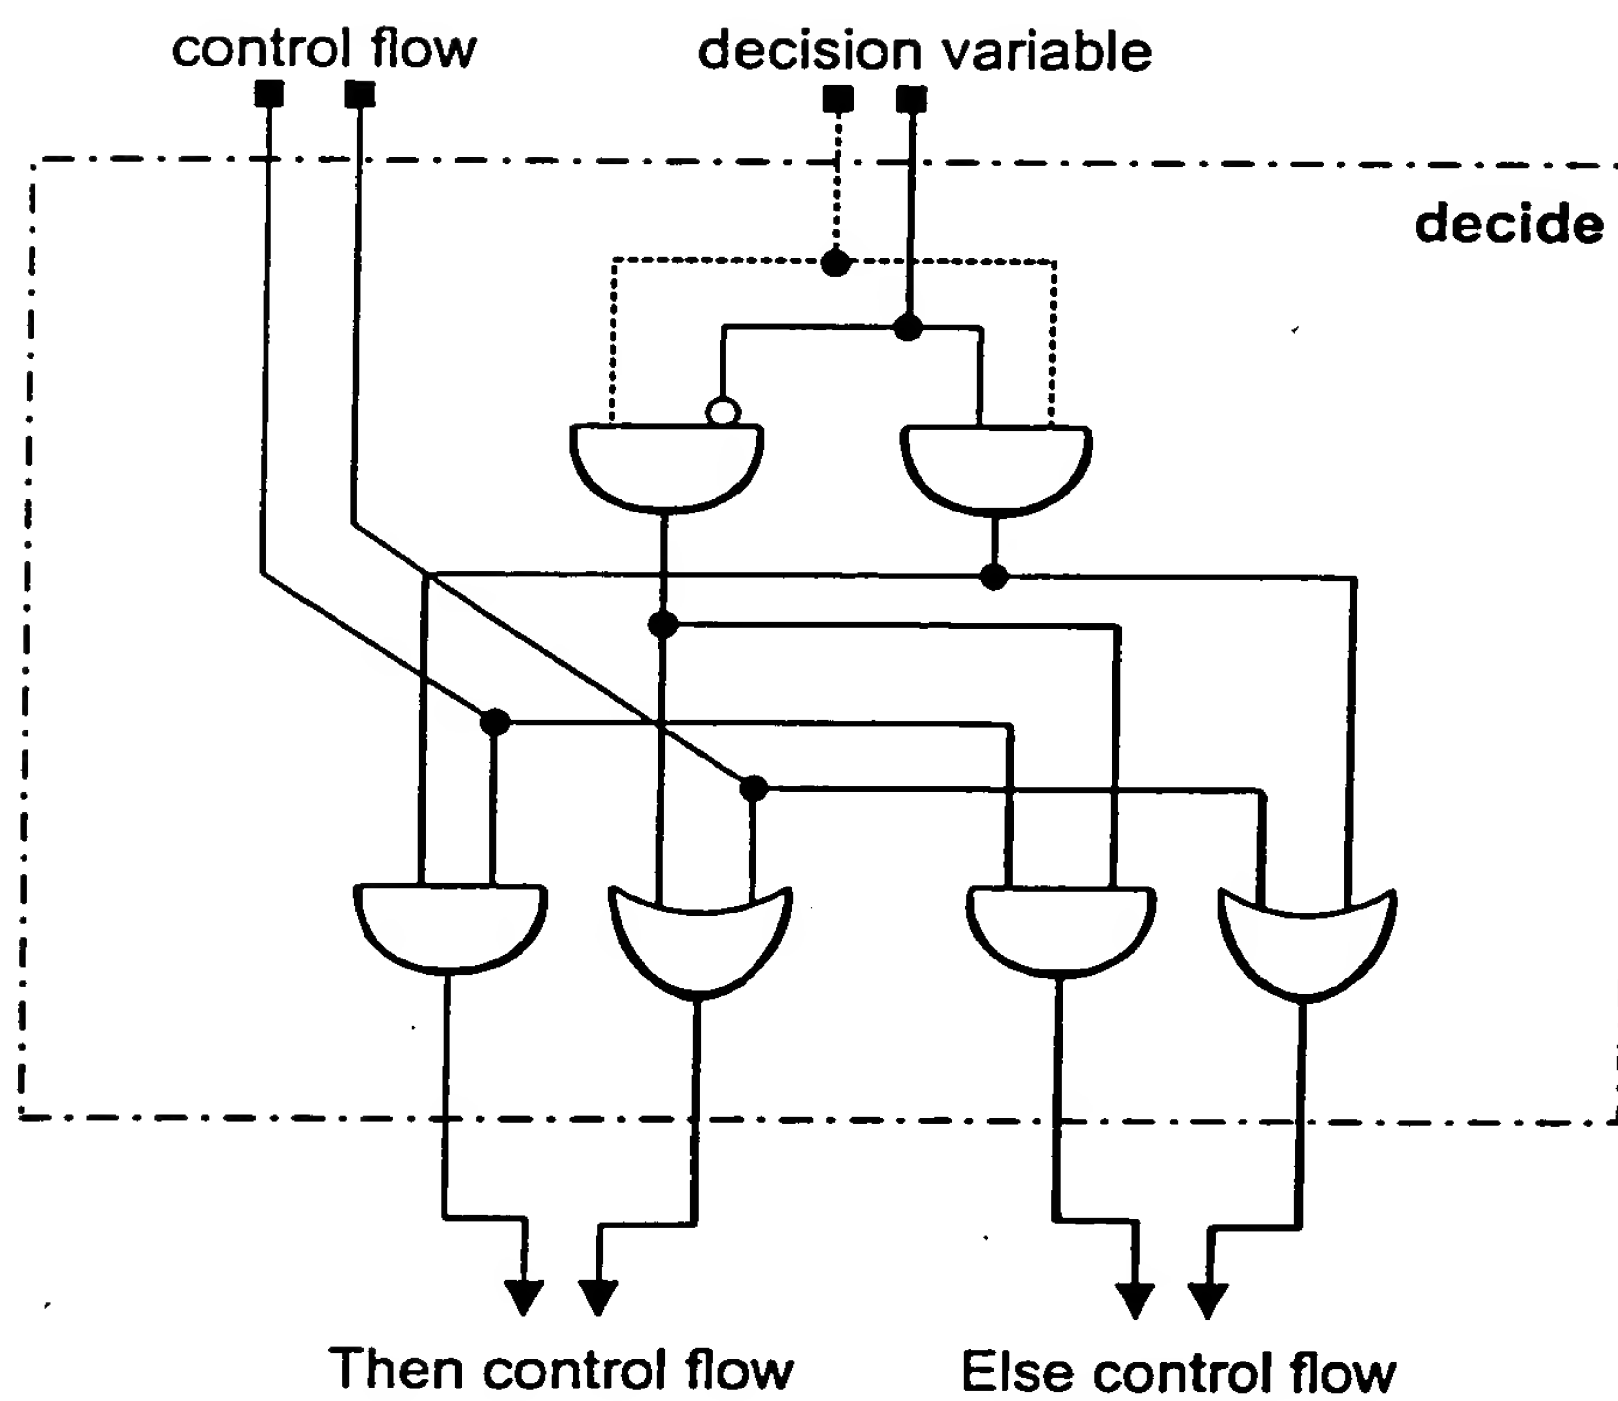 control flow
decision variable
decide
Then control flow
Else control flow